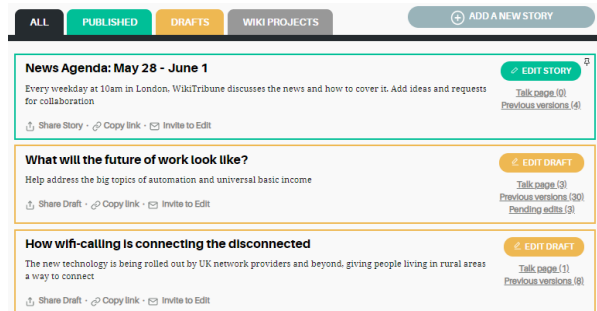 ALL PUBLISHED DRAFTS WIKI PROJECTS ADD A NEW STORY
News Agenda: May 28 - June 1
EDIT STORY
Every weekday at 10am in London, WikiTribune discusses the news and how to cover it. Add ideas and requests
for collaboration
Talk page (0)
Previous versions (4)
Share Story · Copy link · Invite to Edit
What will the future of work look like?
EDIT DRAFT
Help address the big topics of automation and universal basic income
Talk page (3)
Previous versions (30)
Pending edits (3)
Share Draft · Copy link · Invite to Edit
How wifi-calling is connecting the disconnected
EDIT DRAFT
The new technology is being rolled out by UK network providers and beyond, giving people living in rural areas
a way to connect
Talk page (1)
Previous versions (8)
Share Draft · Copy link · Invite to Edit